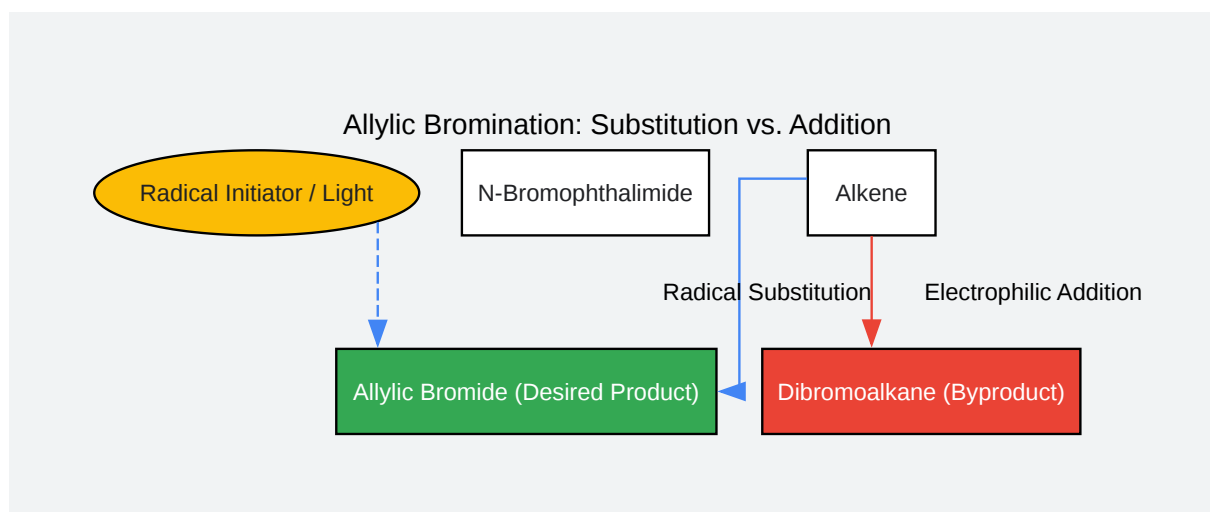 Allylic Bromination: Substitution vs. Addition
Radical Initiator / Light
N-Bromophthalimide
Alkene
Radical Substitution
Electrophilic Addition
Allylic Bromide (Desired Product)
Dibromoalkane (Byproduct)